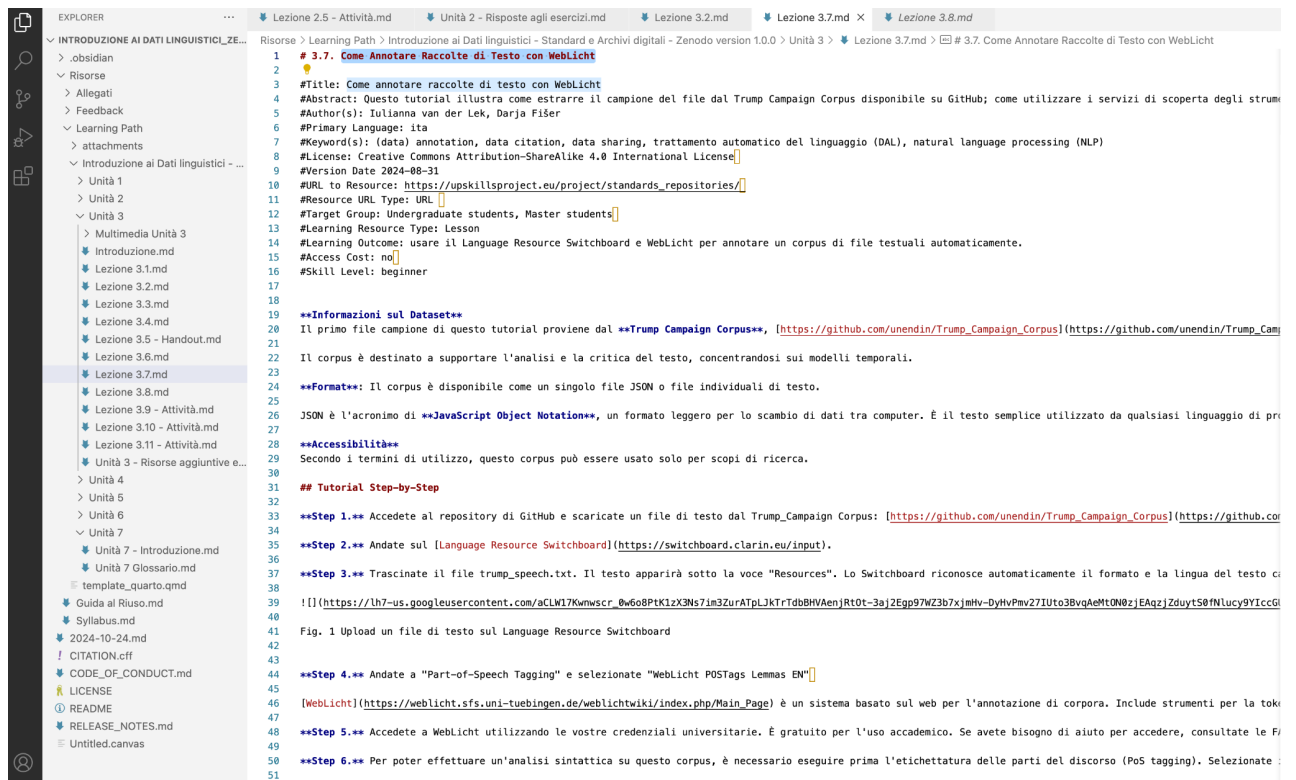 EXPLORER
···
INTRODUZIONE AI DATI LINGUISTICI_ZE...
.obsidian
Risorse
Allegati
Feedback
Learning Path
attachments
Introduzione ai Dati linguistici - ...
Unità 1
Unità 2
Unità 3
Multimedia Unità 3
Introduzione.md
Lezione 3.1.md
Lezione 3.2.md
Lezione 3.3.md
Lezione 3.4.md
Lezione 3.5 - Handout.md
Lezione 3.6.md
Lezione 3.7.md
Lezione 3.8.md
Lezione 3.9 - Attività.md
Lezione 3.10 - Attività.md
Lezione 3.11 - Attività.md
Unità 3 - Risorse aggiuntive e...
Unità 4
Unità 5
Unità 6
Unità 7
Unità 7 - Introduzione.md
Unità 7 Glossario.md
template_quarto.qmd
Guida al Riuso.md
Syllabus.md
2024-10-24.md
CITATION.cff
CODE_OF_CONDUCT.md
LICENSE
README
RELEASE_NOTES.md
Untitled.canvas
Lezione 2.5 - Attività.md
Unità 2 - Risposte agli esercizi.md
Lezione 3.2.md
Lezione 3.7.md
Lezione 3.8.md
Risorse > Learning Path > Introduzione ai Dati linguistici - Standard e Archivi digitali - Zenodo version 1.0.0 > Unità 3 > Lezione 3.7.md > # 3.7. Come Annotare Raccolte di Testo con WebLicht
1 # 3.7. Come Annotare Raccolte di Testo con WebLicht
2
3 #Title: Come annotare raccolte di testo con WebLicht
4 #Abstract: Questo tutorial illustra come estrarre il campione del file dal Trump Campaign Corpus disponibile su GitHub; come utilizzare i servizi di scoperta degli strume
5 #Author(s): Iulianna van der Lek, Darja Fišer
6 #Primary Language: ita
7 #Keyword(s): (data) annotation, data citation, data sharing, trattamento automatico del linguaggio (DAL), natural language processing (NLP)
8 #License: Creative Commons Attribution-ShareAlike 4.0 International License
9 #Version Date 2024-08-31
10 #URL to Resource: https://upskillsproject.eu/project/standards_repositories/
11 #Resource URL Type: URL
12 #Target Group: Undergraduate students, Master students
13 #Learning Resource Type: Lesson
14 #Learning Outcome: usare il Language Resource Switchboard e WebLicht per annotare un corpus di file testuali automaticamente.
15 #Access Cost: no
16 #Skill Level: beginner
17
18
19 **Informazioni sul Dataset**
20 Il primo file campione di questo tutorial proviene dal **Trump Campaign Corpus**, [https://github.com/unendin/Trump_Campaign_Corpus](https://github.com/unendin/Trump_Cam
21
22 Il corpus è destinato a supportare l'analisi e la critica del testo, concentrandosi sui modelli temporali.
23
24 **Format**: Il corpus è disponibile come un singolo file JSON o file individuali di testo.
25
26 JSON è l'acronimo di **JavaScript Object Notation**, un formato leggero per lo scambio di dati tra computer. È il testo semplice utilizzato da qualsiasi linguaggio di pro
27
28 **Accessibilità**
29 Secondo i termini di utilizzo, questo corpus può essere usato solo per scopi di ricerca.
30
31 ## Tutorial Step-by-Step
32
33 **Step 1.** Accedete al repository di GitHub e scaricate un file di testo dal Trump_Campaign Corpus: [https://github.com/unendin/Trump_Campaign_Corpus](https://github.com
34
35 **Step 2.** Andate sul [Language Resource Switchboard](https://switchboard.clarin.eu/input).
36
37 **Step 3.** Trascinate il file trump_speech.txt. Il testo apparirà sotto la voce "Resources". Lo Switchboard riconosce automaticamente il formato e la lingua del testo ca
38
39 ![](https://lh7-us.googleusercontent.com/
40
41 Fig. 1 Upload un file di testo sul Language Resource Switchboard
42
43
44 **Step 4.** Andate a "Part-of-Speech Tagging" e selezionate "WebLicht POSTags Lemmas EN"
45
46 [WebLicht](https://weblicht.sfs.uni-tuebingen.de/weblichtwiki/index.php/Main_Page) è un sistema basato sul web per l'annotazione di corpora. Include strumenti per la toke
47
48 **Step 5.** Accedete a WebLicht utilizzando le vostre credenziali universitarie. È gratuito per l'uso accademico. Se avete bisogno di aiuto per accedere, consultate le FA
49
50 **Step 6.** Per poter effettuare un'analisi sintattica su questo corpus, è necessario eseguire prima l'etichettatura delle parti del discorso (PoS tagging). Selezionate
51